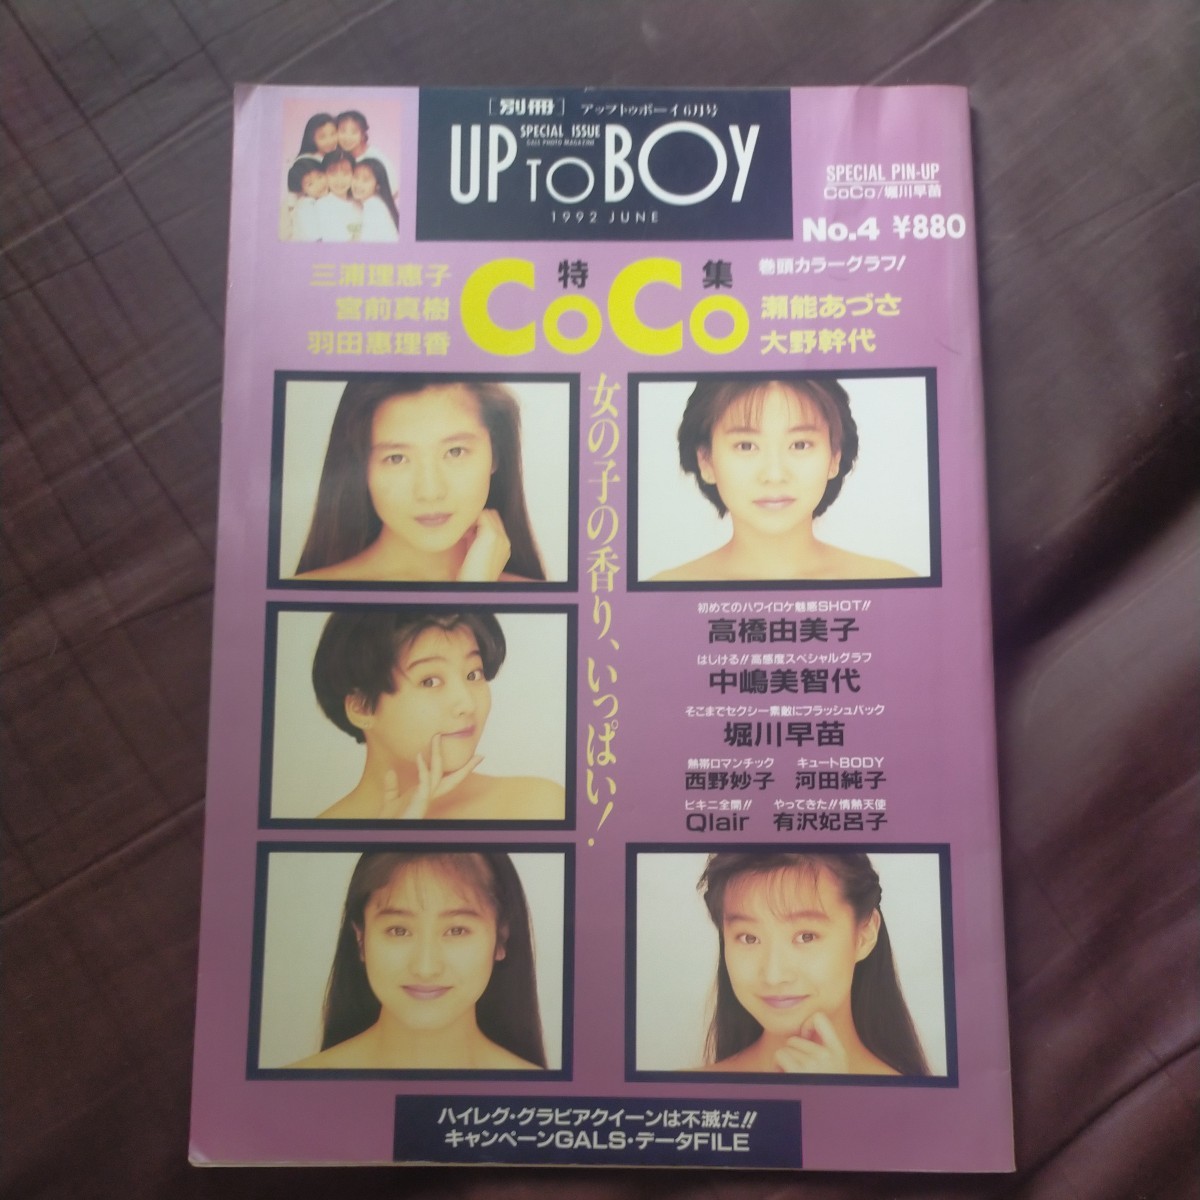 [別冊] アップトゥボーイ6月号
SPECIAL ISSUE
GALS PHOTO MAGAZINE
UP TO BOY
1992 JUNE
SPECIAL PIN-UP
CoCo/堀川早苗
No.4 ¥880
特集
CoCo
三浦理恵子
宮前真樹
羽田惠理香
巻頭カラーグラフ!
瀬能あづさ
大野幹代
女の子の香り、いっぱい!
初めてのハワイロケ魅惑SHOT!!
高橋由美子
はじける!!高感度スペシャルグラフ
中嶋美智代
そこまでセクシー素敵にフラッシュバック
堀川早苗
熱帯ロマンチック
西野妙子
キュートBODY
河田純子
ビキニ全開!!
Qlair
やってきた!!情熱天使
有沢妃呂子
ハイレグ・グラビアクイーンは不滅だ!!
キャンペーンGALS・データFILE